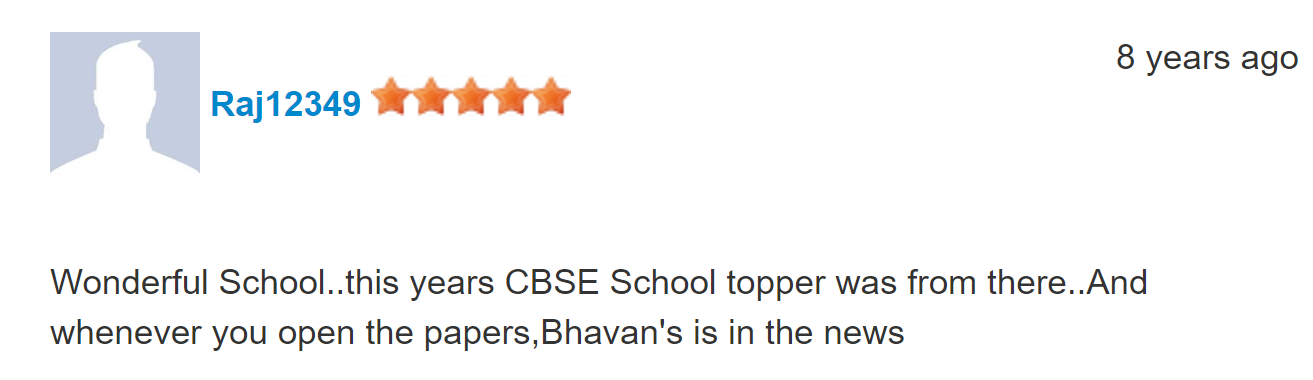 8 years ago
Raj12349
Wonderful School..this years CBSE School topper was from there..And
whenever you open the papers,Bhavan's is in the news